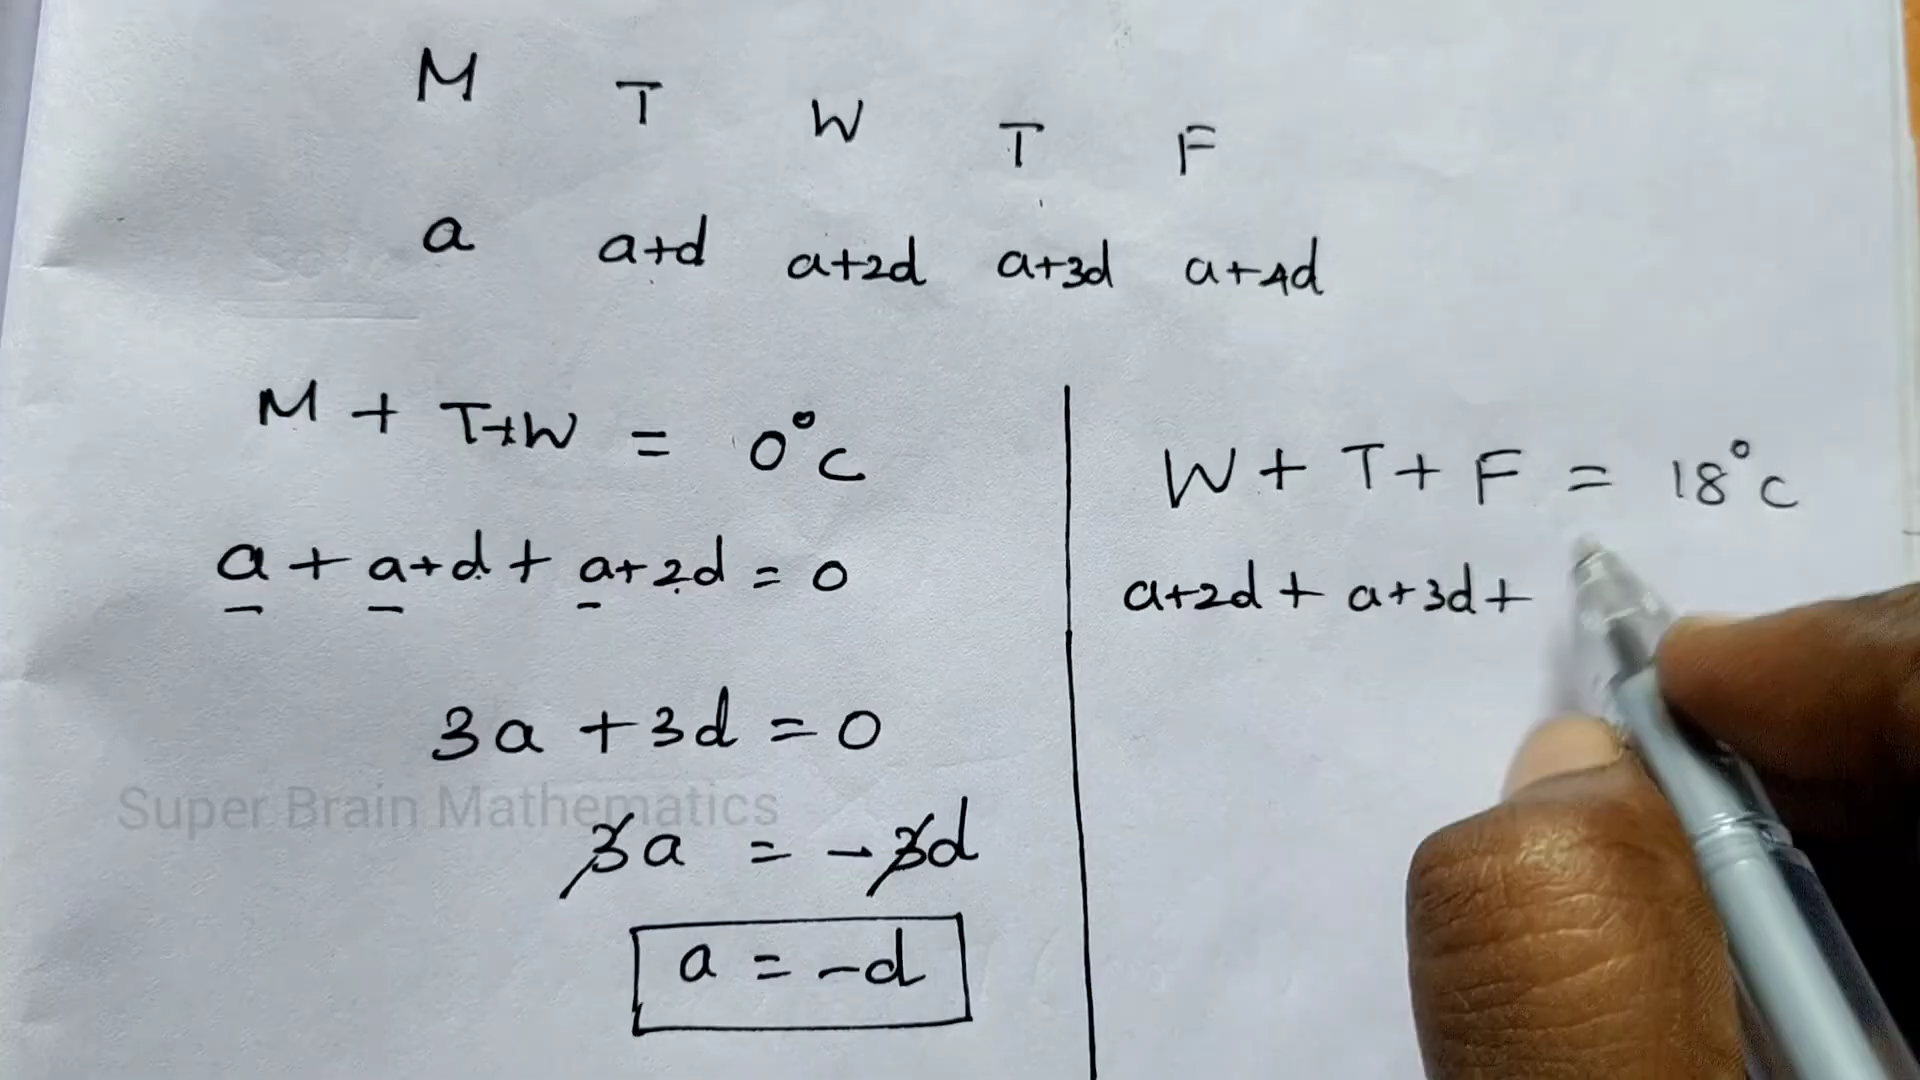 M T W T F
a a+d a+2d a+3d a+4d
M + T+W = 0°C
a + a+d + a+2d = 0
3a + 3d = 0
Super Brain Mathematics
3a = -3d
a = -d
W + T + F = 18°C
a+2d + a+3d +